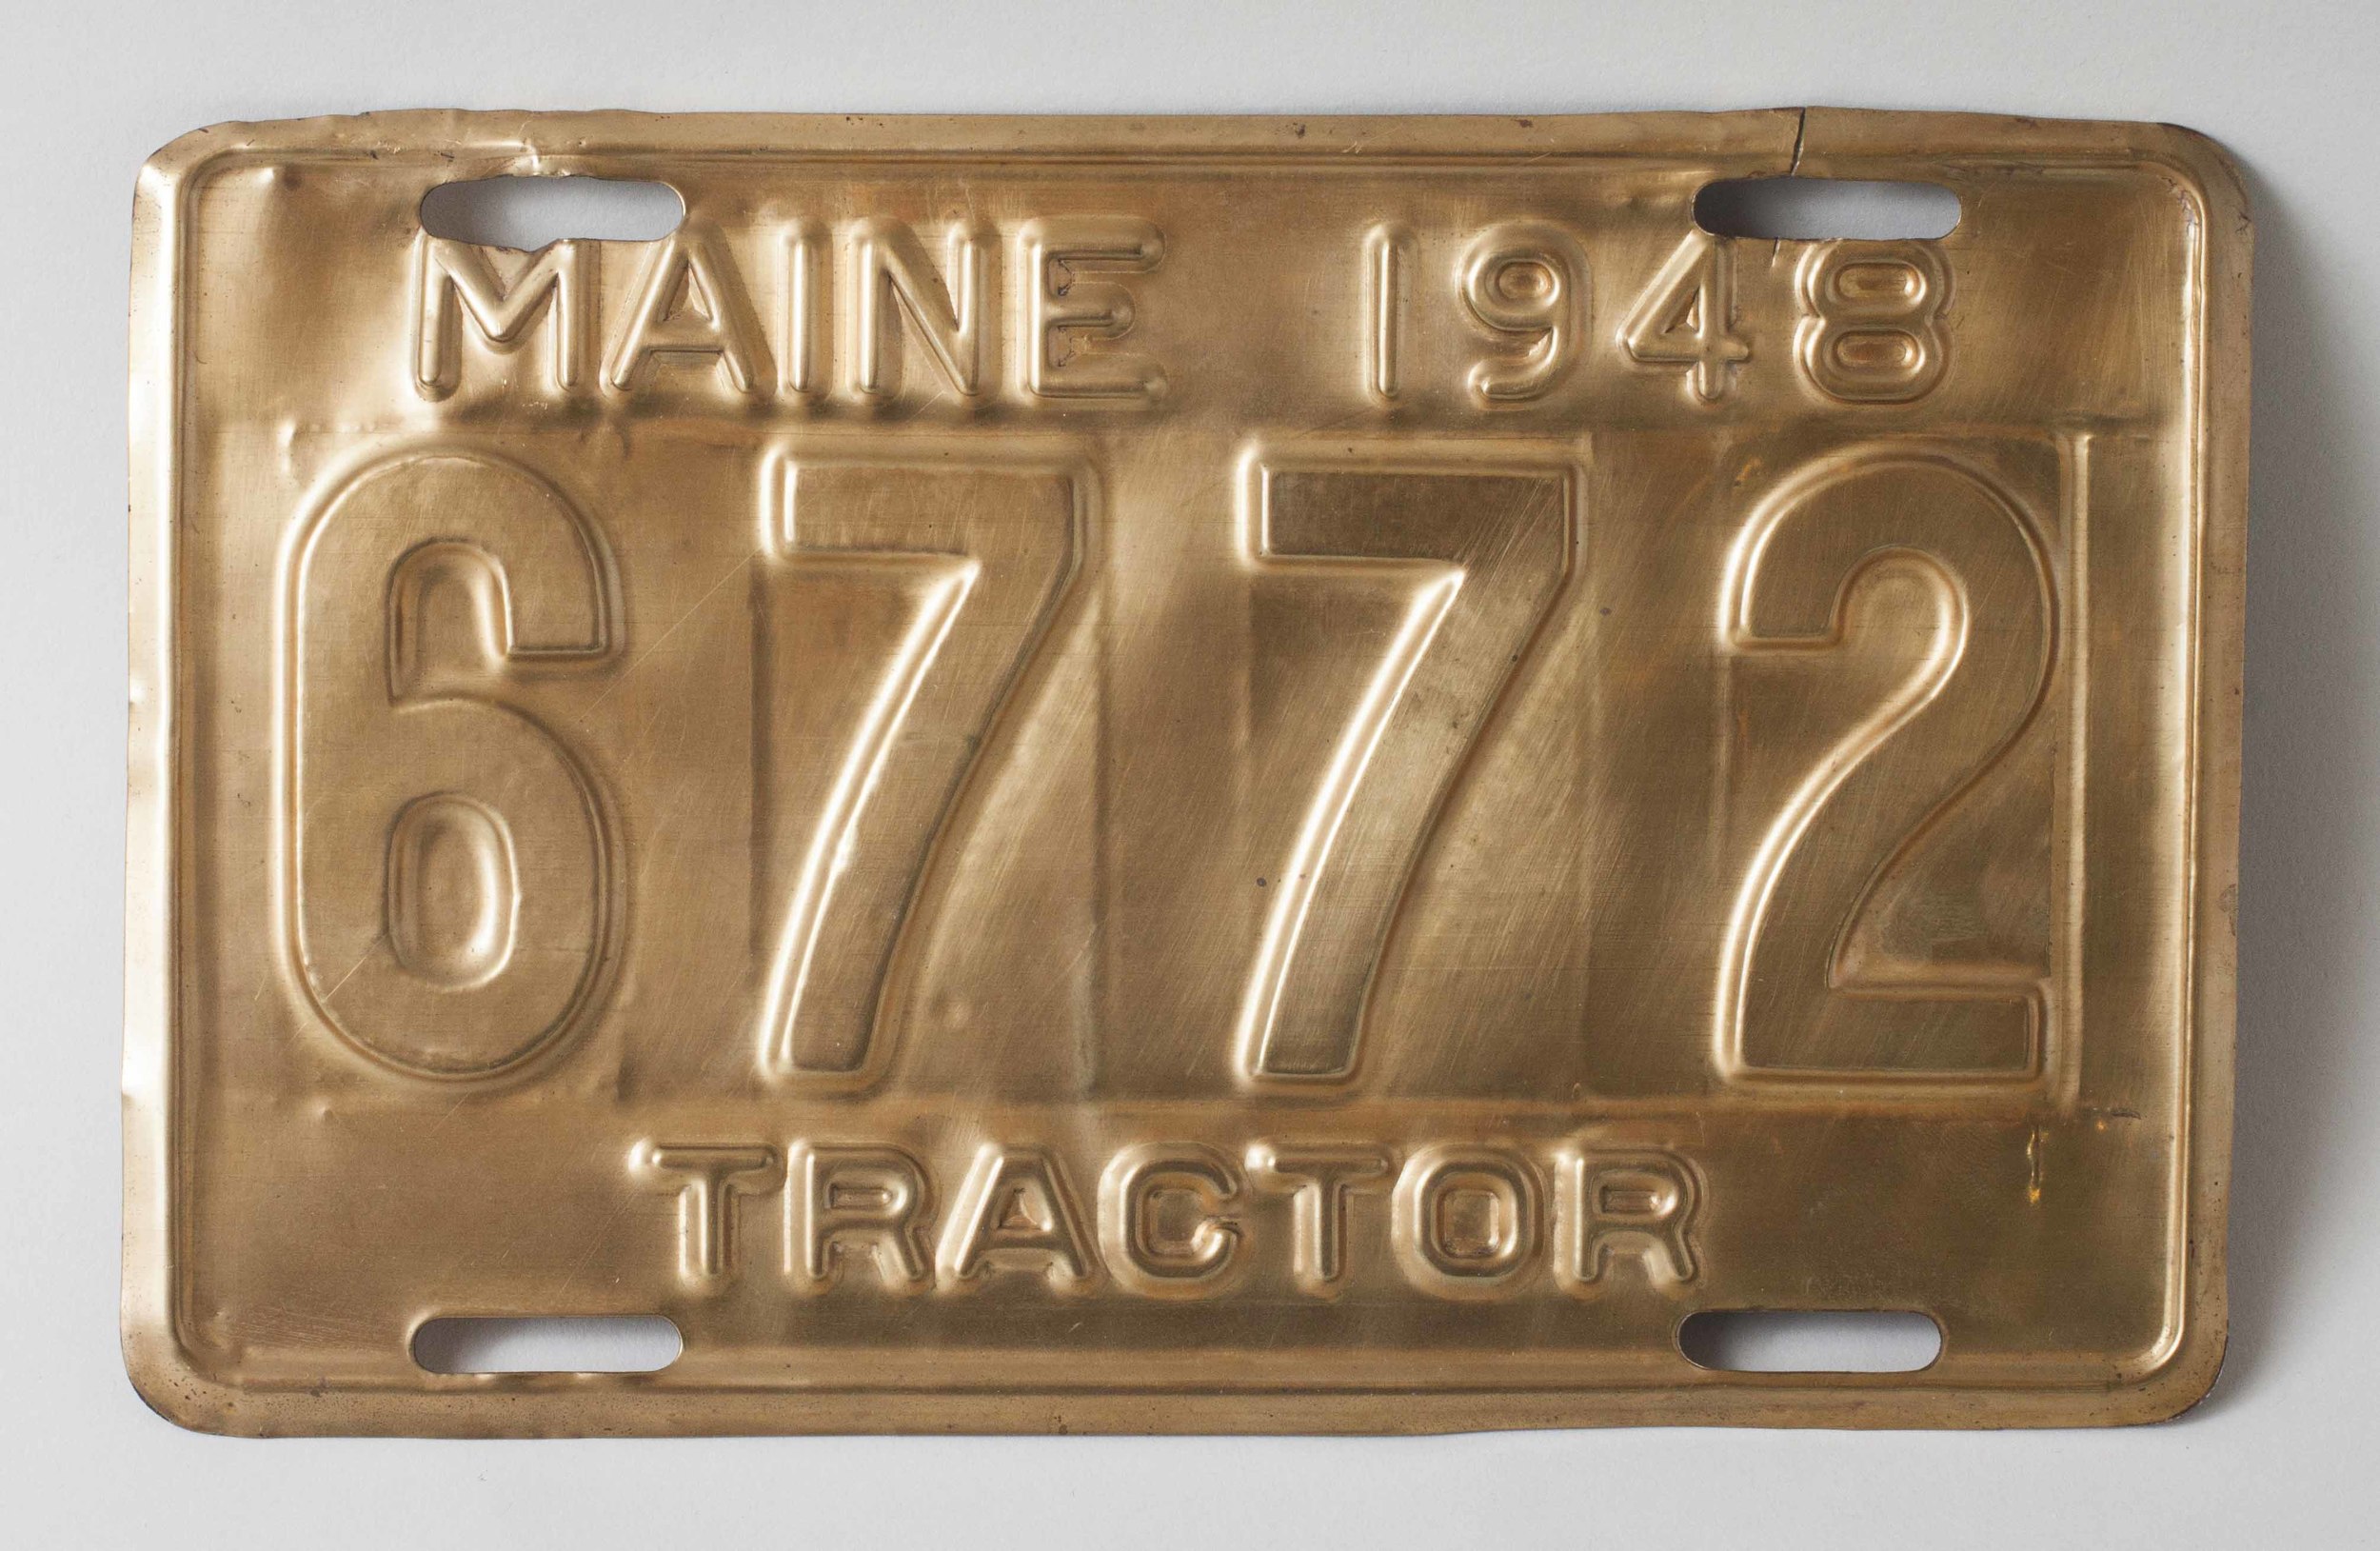 MAINE 1948
6772
TRACTOR